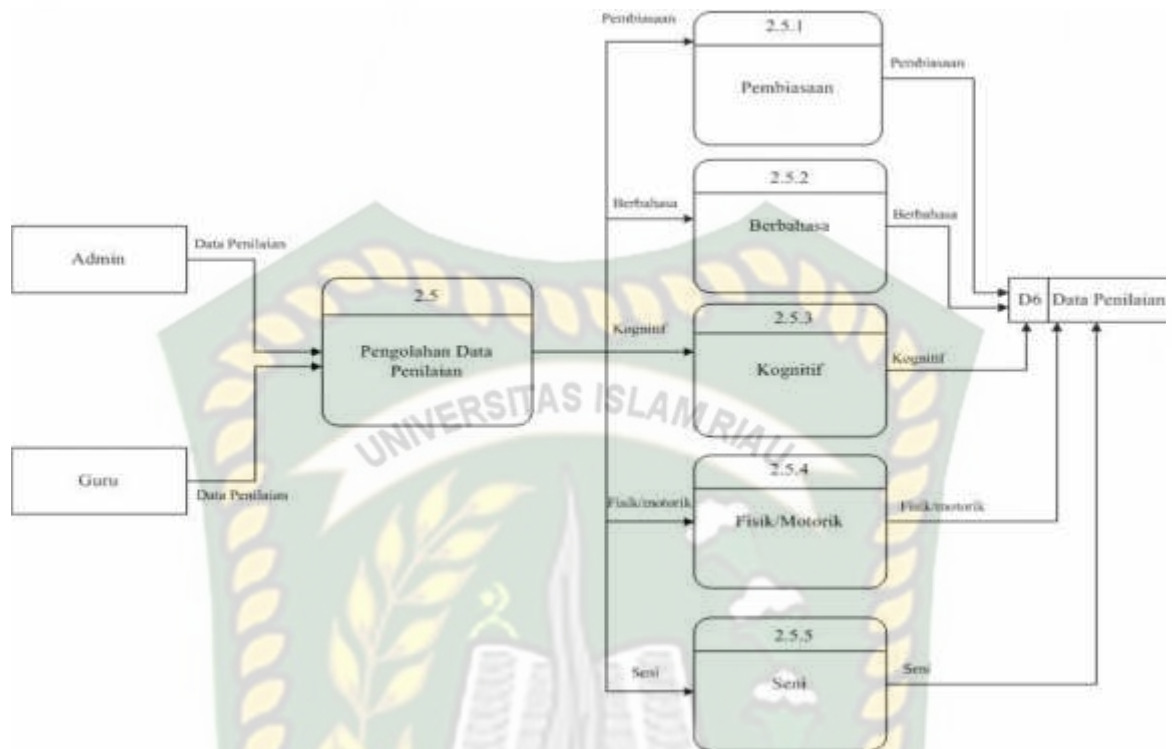 Pembiasaan
2.5.1
Pembiasaan
Pembiasaan
2.5.2
Berbahasa
Berbahasa
Berbahasa
Admin
Data Penilaian
2.5
Pengolahan Data
Penilaian
D6
Data Penilaian
2.5.3
Kognitif
Kognitif
Kognitif
UNIVERSITAS ISLAM RIAU
Guru
Data Penilaian
2.5.4
Fisik/motorik
Fisik/Motorik
Fisik/motorik
2.5.5
Seni
Seni
Seni